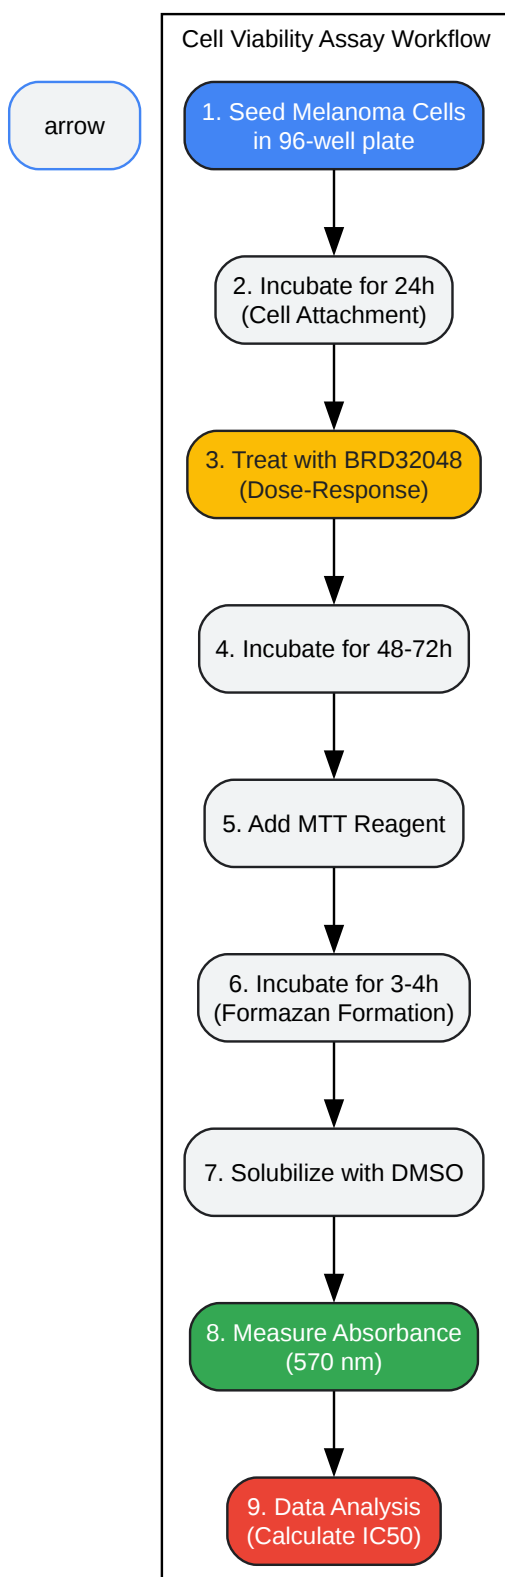 Cell Viability Assay Workflow
arrow
1. Seed Melanoma Cells
in 96-well plate
2. Incubate for 24h
(Cell Attachment)
3. Treat with BRD32048
(Dose-Response)
4. Incubate for 48-72h
5. Add MTT Reagent
6. Incubate for 3-4h
(Formazan Formation)
7. Solubilize with DMSO
8. Measure Absorbance
(570 nm)
9. Data Analysis
(Calculate IC50)